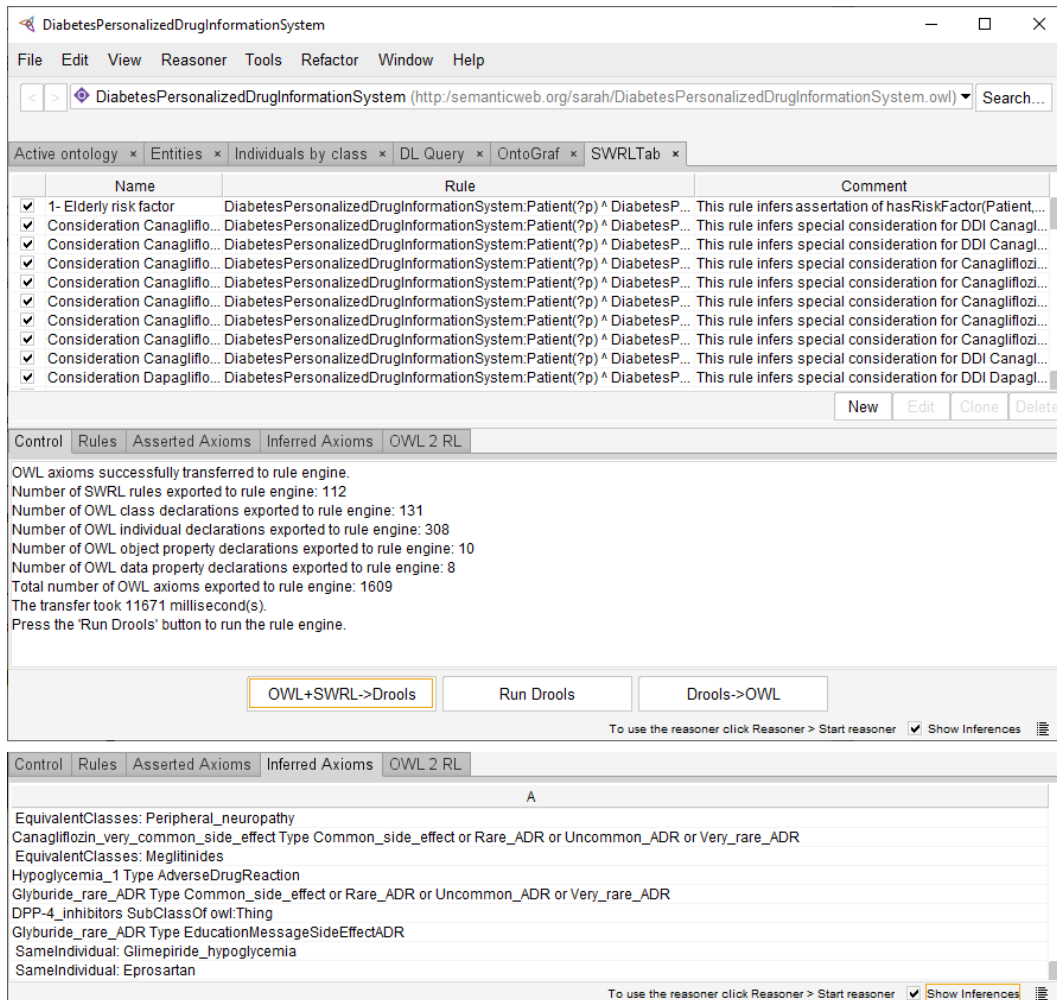 DiabetesPersonalizedDrugInformationSystem
File Edit View Reasoner Tools Refactor Window Help
< > DiabetesPersonalizedDrugInformationSystem (http:/semanticweb.org/sarah/DiabetesPersonalizedDrugInformationSystem.owl) Search...
Active ontology × Entities × Individuals by class × DL Query × OntoGraf × SWRLTab ×
Name Rule Comment
1- Elderly risk factor DiabetesPersonalizedDrugInformationSystem:Patient(?p) ^ DiabetesP... This rule infers assertation of hasRiskFactor(Patient,...
Consideration Canagliflo... DiabetesPersonalizedDrugInformationSystem:Patient(?p) ^ DiabetesP... This rule infers special consideration for DDI Canagl...
Consideration Canagliflo... DiabetesPersonalizedDrugInformationSystem:Patient(?p) ^ DiabetesP... This rule infers special consideration for DDI Canagl...
Consideration Canagliflo... DiabetesPersonalizedDrugInformationSystem:Patient(?p) ^ DiabetesP... This rule infers special consideration for Canagliflozi...
Consideration Canagliflo... DiabetesPersonalizedDrugInformationSystem:Patient(?p) ^ DiabetesP... This rule infers special consideration for Canagliflozi...
Consideration Canagliflo... DiabetesPersonalizedDrugInformationSystem:Patient(?p) ^ DiabetesP... This rule infers special consideration for Canagliflozi...
Consideration Canagliflo... DiabetesPersonalizedDrugInformationSystem:Patient(?p) ^ DiabetesP... This rule infers special consideration for Canagliflozi...
Consideration Canagliflo... DiabetesPersonalizedDrugInformationSystem:Patient(?p) ^ DiabetesP... This rule infers special consideration for Canagliflozi...
Consideration Canagliflo... DiabetesPersonalizedDrugInformationSystem:Patient(?p) ^ DiabetesP... This rule infers special consideration for DDI Canagl...
Consideration Dapagliflo... DiabetesPersonalizedDrugInformationSystem:Patient(?p) ^ DiabetesP... This rule infers special consideration for DDI Dapagl...
New Edit Clone Delete
Control Rules Asserted Axioms Inferred Axioms OWL 2 RL
OWL axioms successfully transferred to rule engine.
Number of SWRL rules exported to rule engine: 112
Number of OWL class declarations exported to rule engine: 131
Number of OWL individual declarations exported to rule engine: 308
Number of OWL object property declarations exported to rule engine: 10
Number of OWL data property declarations exported to rule engine: 8
Total number of OWL axioms exported to rule engine: 1609
The transfer took 11671 millisecond(s).
Press the 'Run Drools' button to run the rule engine.
OWL+SWRL->Drools Run Drools Drools->OWL
To use the reasoner click Reasoner > Start reasoner Show Inferences
Control Rules Asserted Axioms Inferred Axioms OWL 2 RL
A
EquivalentClasses: Peripheral_neuropathy
Canagliflozin_very_common_side_effect Type Common_side_effect or Rare_ADR or Uncommon_ADR or Very_rare_ADR
EquivalentClasses: Meglitinides
Hypoglycemia_1 Type AdverseDrugReaction
Glyburide_rare_ADR Type Common_side_effect or Rare_ADR or Uncommon_ADR or Very_rare_ADR
DPP-4_inhibitors SubClassOf owl:Thing
Glyburide_rare_ADR Type EducationMessageSideEffectADR
SameIndividual: Glimepiride_hypoglycemia
SameIndividual: Eprosartan
To use the reasoner click Reasoner > Start reasoner Show Inferences